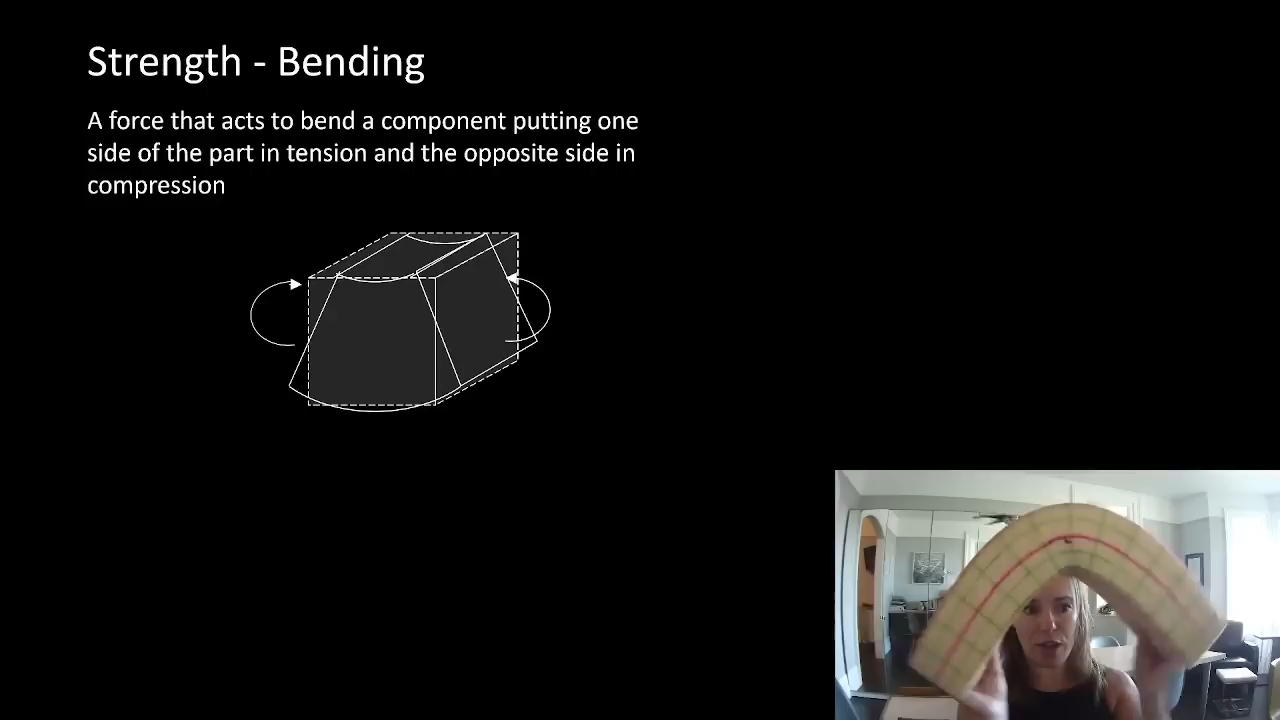 Strength - Bending
A force that acts to bend a component putting one
side of the part in tension and the opposite side in
compression